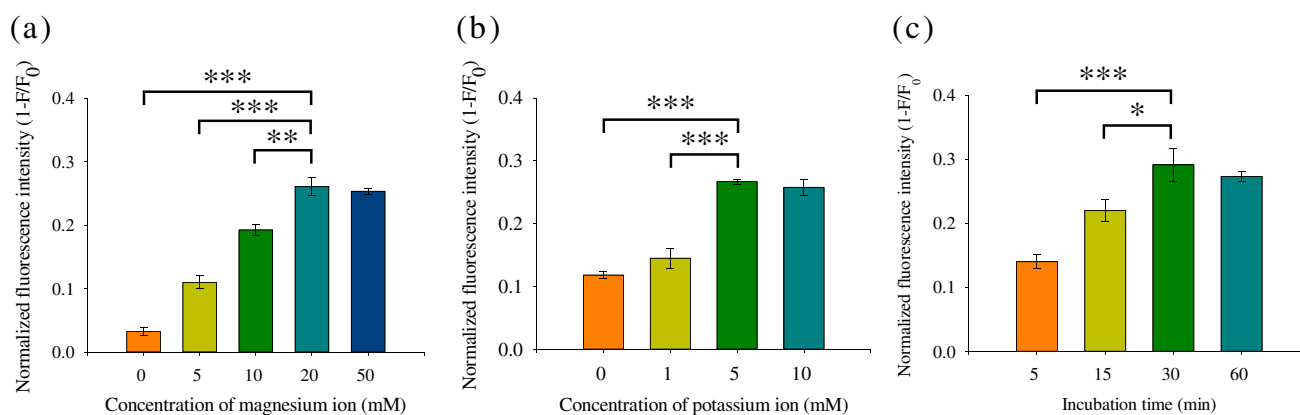 (a)
Normalized fluorescence intensity (1-F/F0)
0.4
0.3
0.2
0.1
0.0
***
***
**
0 5 10 20 50
Concentration of magnesium ion (mM)
(b)
Normalized fluorescence intensity (1-F/F0)
0.4
0.3
0.2
0.1
0.0
***
***
0 1 5 10
Concentration of potassium ion (mM)
(c)
Normalized fluorescence intensity (1-F/F0)
0.4
0.3
0.2
0.1
0.0
***
*
5 15 30 60
Incubation time (min)